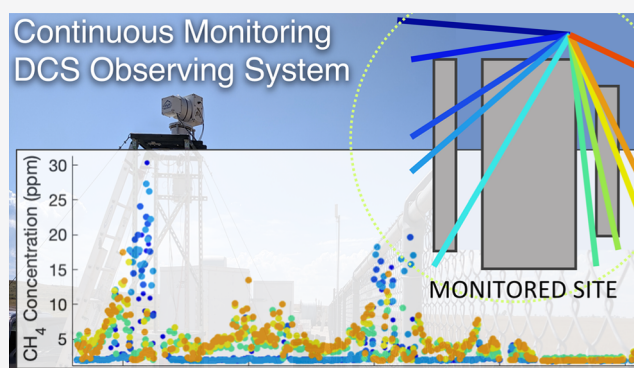 Continuous Monitoring
DCS Observing System
CH4 Concentration (ppm)
30
25
20
15
10
5
MONITORED SITE